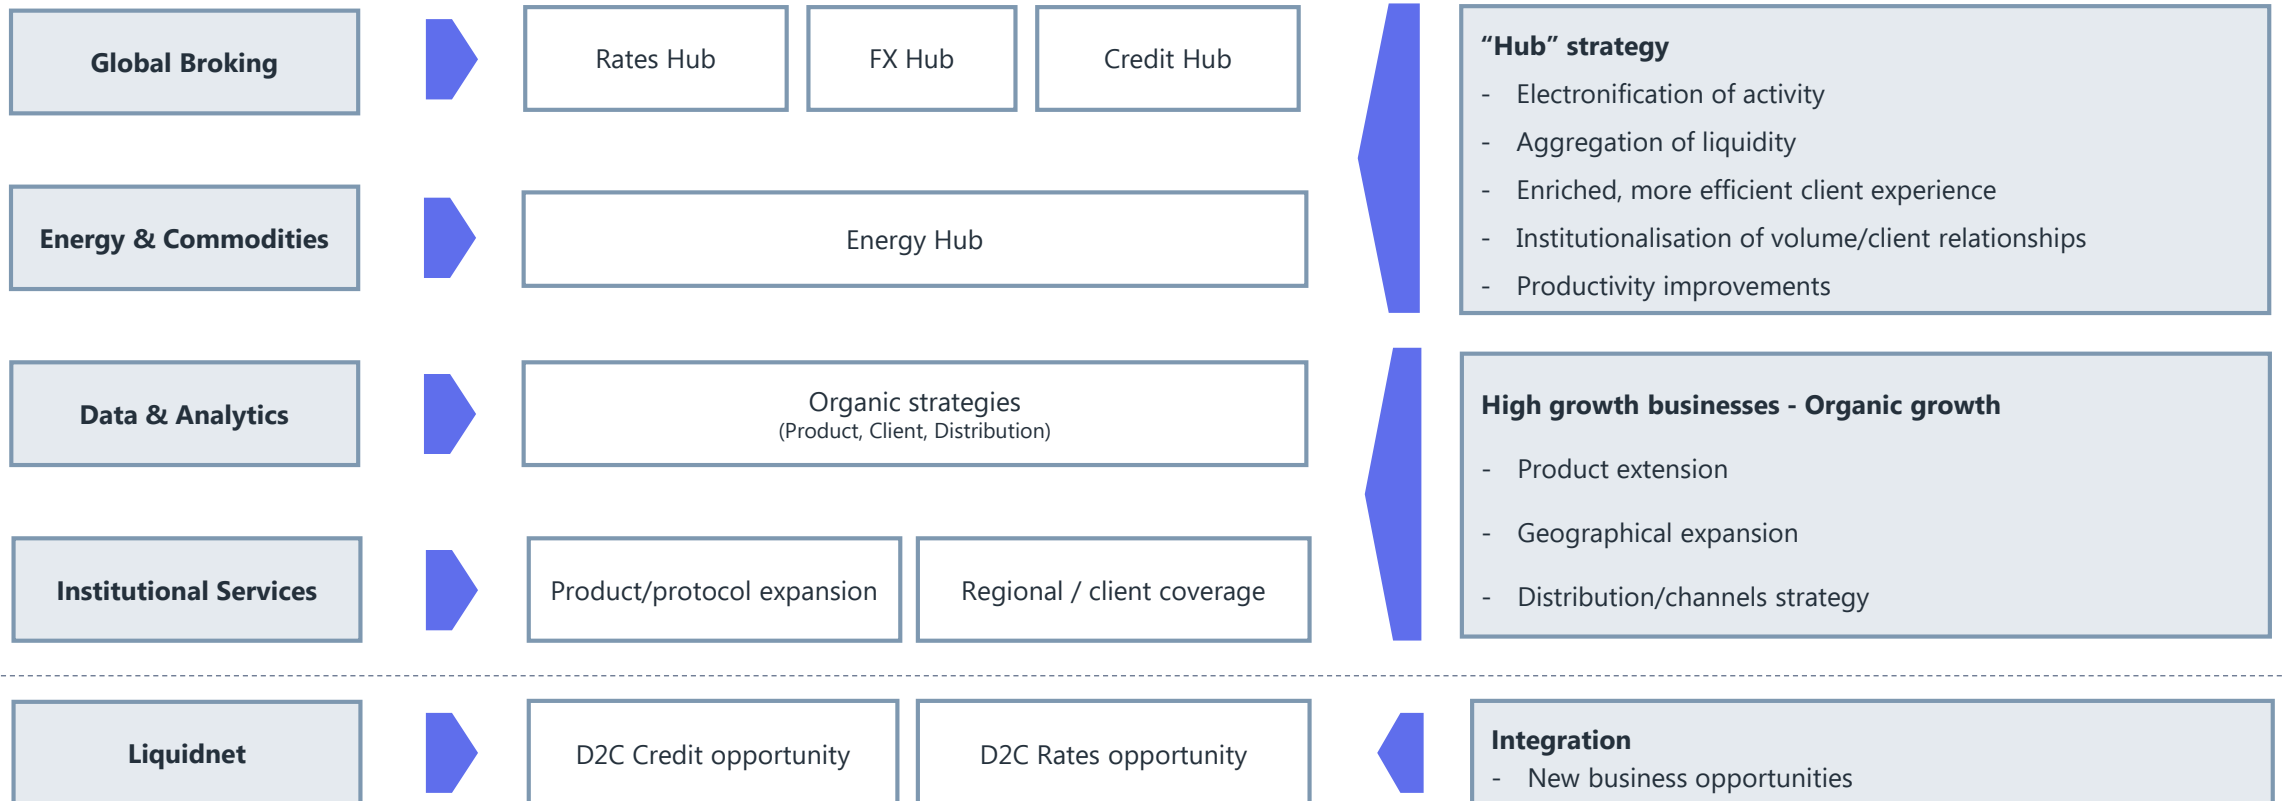 Global Broking
Rates Hub
FX Hub
Credit Hub
“Hub” strategy
- Electronification of activity
- Aggregation of liquidity
- Enriched, more efficient client experience
- Institutionalisation of volume/client relationships
- Productivity improvements
Energy & Commodities
Energy Hub
Data & Analytics
Organic strategies
(Product, Client, Distribution)
High growth businesses - Organic growth
- Product extension
- Geographical expansion
- Distribution/channels strategy
Institutional Services
Product/protocol expansion
Regional / client coverage
Liquidnet
D2C Credit opportunity
D2C Rates opportunity
Integration
- New business opportunities